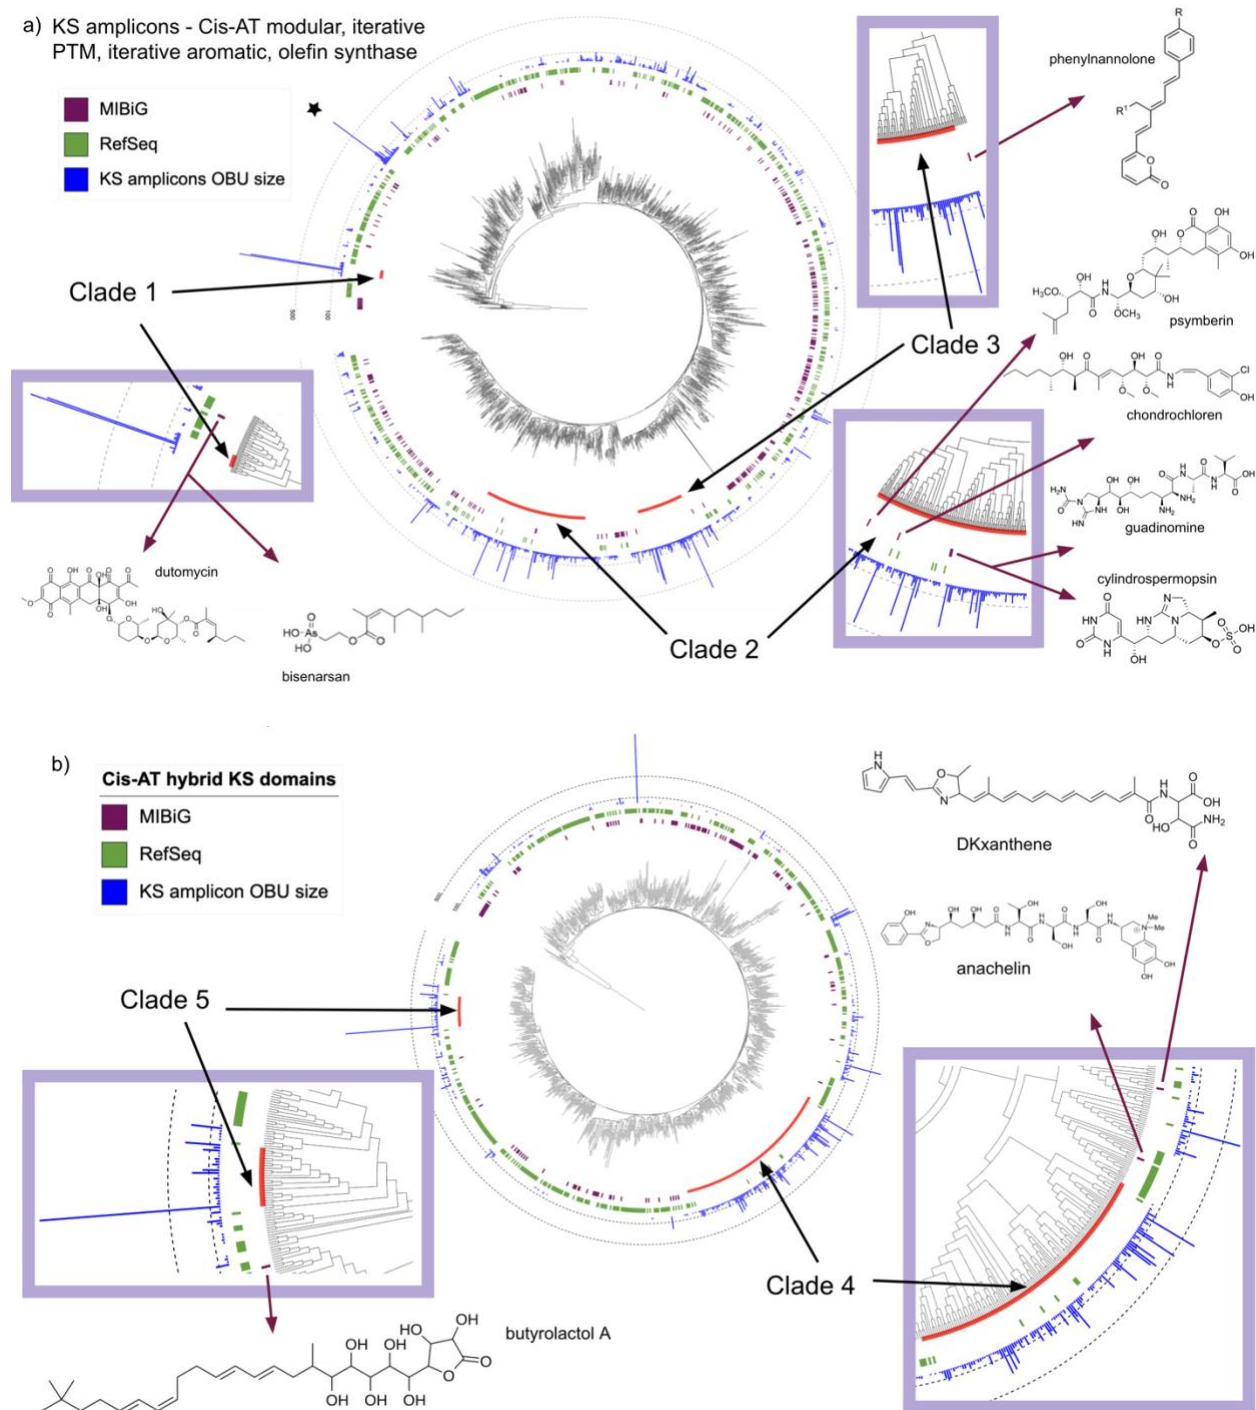 a) KS amplicons - Cis-AT modular, iterative
PTM, iterative aromatic, olefin synthase
MIBiG
RefSeq
KS amplicons OBU size
500
100
Clade 1
Clade 2
Clade 3
dutomycin
bisenarsan
phenylnannolone
psymberin
chondrochloren
guadinomine
cylindrospermopsin
b)
Cis-AT hybrid KS domains
MIBiG
RefSeq
KS amplicon OBU size
Clade 5
Clade 4
DKxanthene
anachelin
butyrolactol A